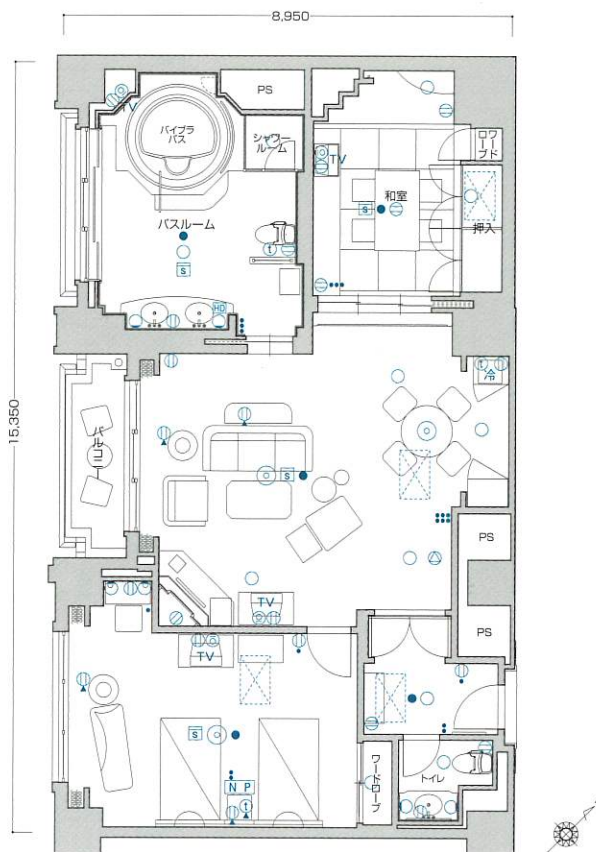 8,950
15,350
PS
TV
バイブラ
バス
シャワー
ルーム
ワード
ローブ
TV
和室
S
押入
バスルーム
t
S
HD
t
冷
バルコニー
S
PS
TV
PS
TV
S
トイレ
ワードローブ
N P
t